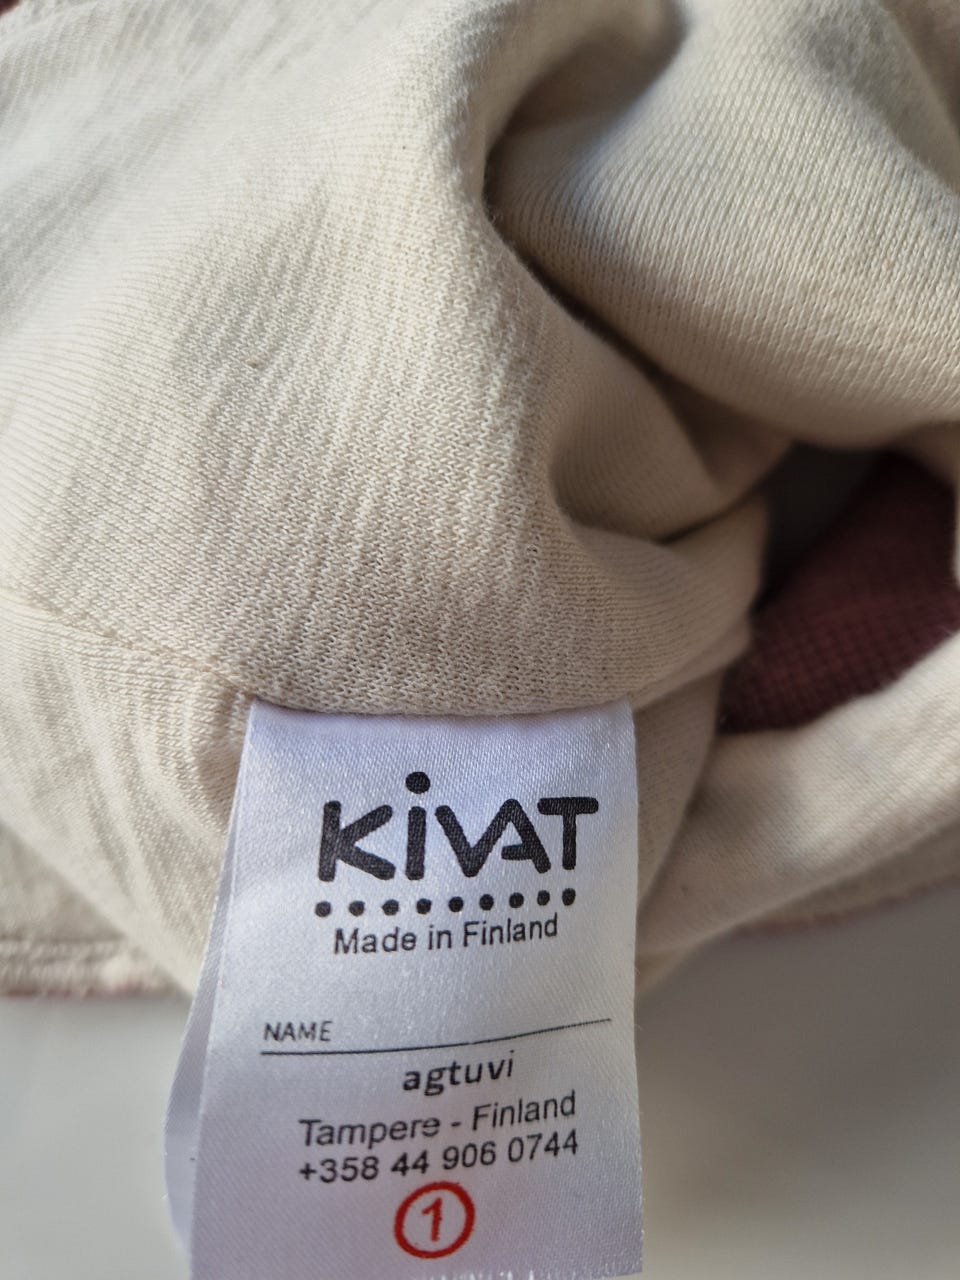 KiVAT
Made in Finland
NAME
agtuvi
Tampere - Finland
+358 44 906 0744
1